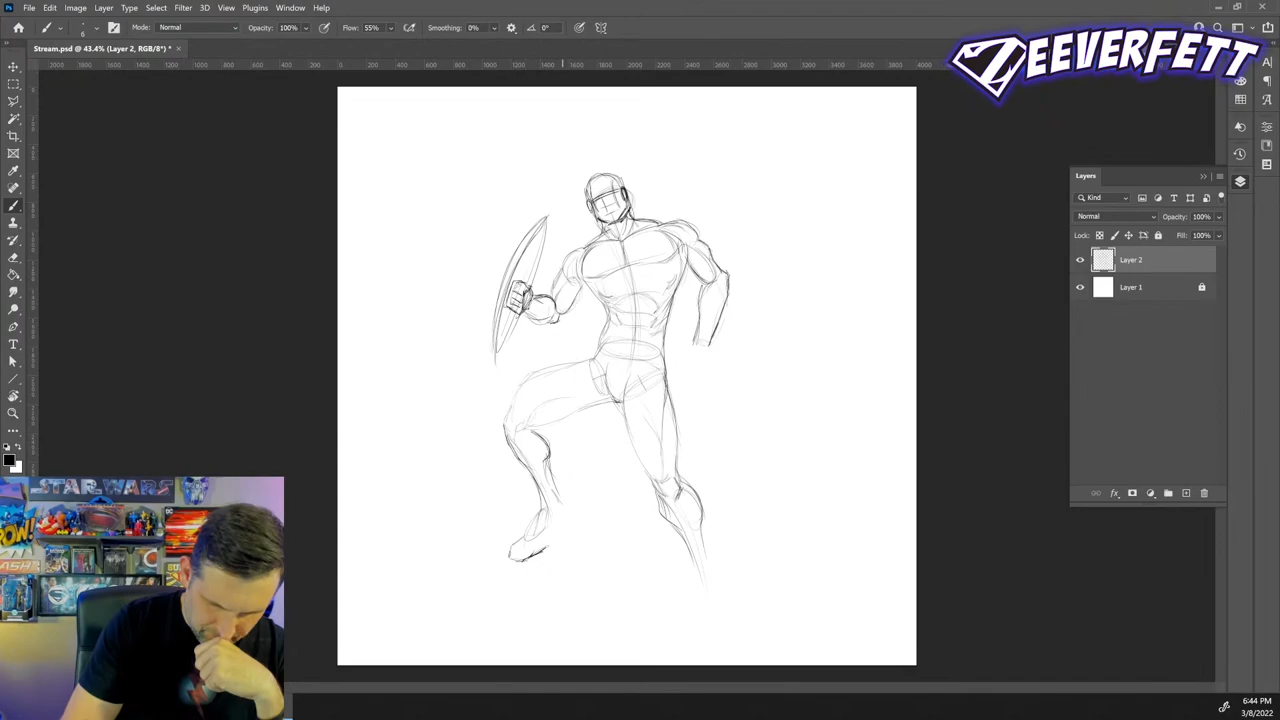 File Edit Image Layer Type Select Filter 3D View Plugins Window Help
Mode: Normal Opacity: 100% Flow: 55% Smoothing: 0% 0°
Stream.psd @ 43.4% (Layer 2, RGB/8*) *
ZEEVERFETT
Layers
Kind
Normal Opacity: 100%
Lock: Fill: 100%
Layer 2
Layer 1
STAR.WARS
POW!
6:44 PM
3/8/2022